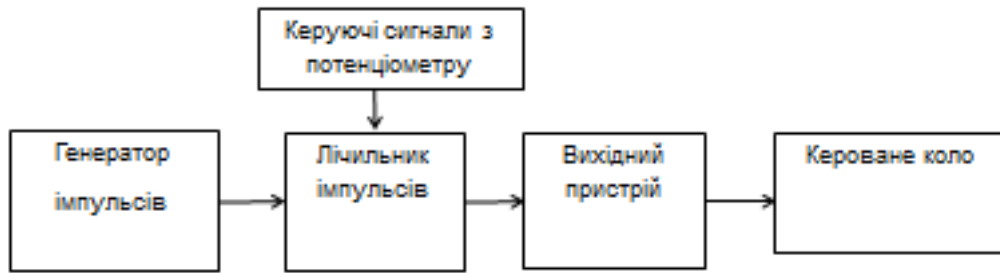 Керуючі сигнали з
потенціометру
Генератор
імпульсів
Лічильник
імпульсів
Вихідний
пристрій
Кероване коло